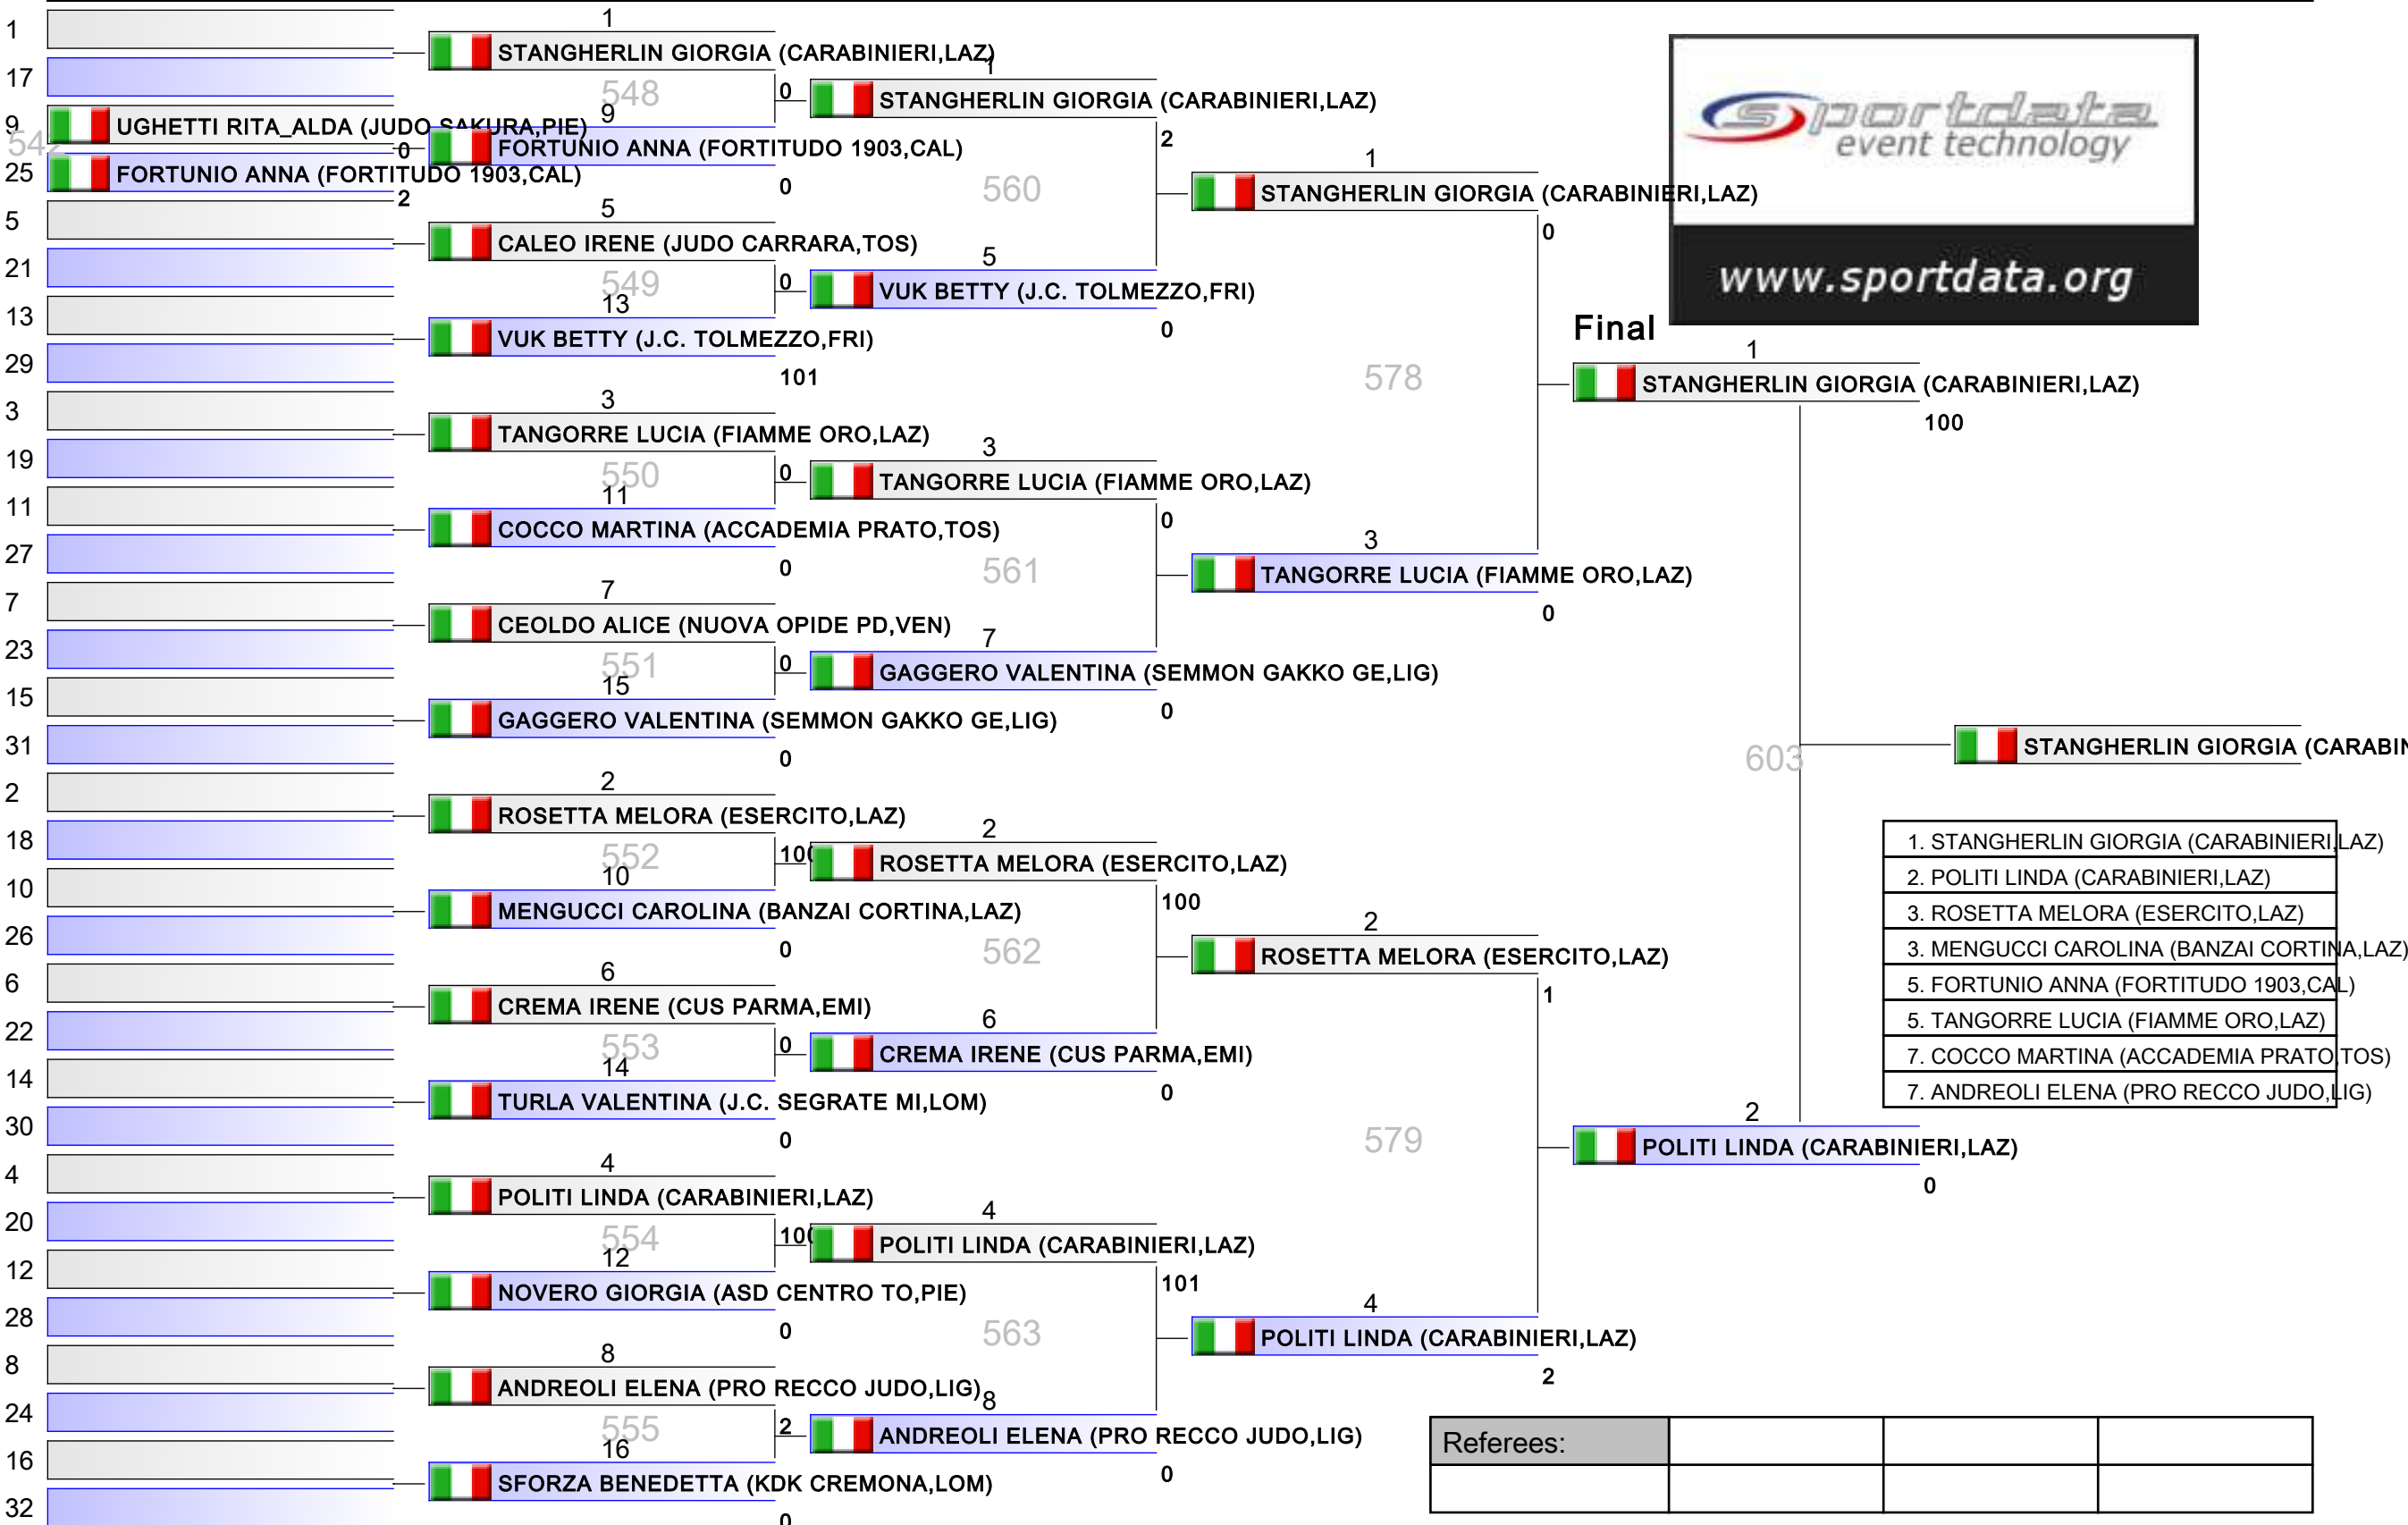 1
17
9
25
5
21
13
29
3
19
11
27
7
23
15
31
2
18
10
26
6
22
14
30
4
20
12
28
8
24
16
32
UGHETTI RITA_ALDA (JUDO SAKURA,PIE)
0
FORTUNIO ANNA (FORTITUDO 1903,CAL)
2
1
STANGHERLIN GIORGIA (CARABINIERI,LAZ)
548
0
9
FORTUNIO ANNA (FORTITUDO 1903,CAL)
0
5
CALEO IRENE (JUDO CARRARA,TOS)
549
0
13
VUK BETTY (J.C. TOLMEZZO,FRI)
101
3
TANGORRE LUCIA (FIAMME ORO,LAZ)
550
0
11
COCCO MARTINA (ACCADEMIA PRATO,TOS)
0
7
CEOLDO ALICE (NUOVA OPIDE PD,VEN)
551
0
15
GAGGERO VALENTINA (SEMMON GAKKO GE,LIG)
0
2
ROSETTA MELORA (ESERCITO,LAZ)
552
100
10
MENGUCCI CAROLINA (BANZAI CORTINA,LAZ)
0
6
CREMA IRENE (CUS PARMA,EMI)
553
0
14
TURLA VALENTINA (J.C. SEGRATE MI,LOM)
0
4
POLITI LINDA (CARABINIERI,LAZ)
554
100
12
NOVERO GIORGIA (ASD CENTRO TO,PIE)
0
8
ANDREOLI ELENA (PRO RECCO JUDO,LIG)
555
2
16
SFORZA BENEDETTA (KDK CREMONA,LOM)
0
1
STANGHERLIN GIORGIA (CARABINIERI,LAZ)
2
560
5
VUK BETTY (J.C. TOLMEZZO,FRI)
0
3
TANGORRE LUCIA (FIAMME ORO,LAZ)
0
561
7
GAGGERO VALENTINA (SEMMON GAKKO GE,LIG)
0
2
ROSETTA MELORA (ESERCITO,LAZ)
100
562
6
CREMA IRENE (CUS PARMA,EMI)
0
4
POLITI LINDA (CARABINIERI,LAZ)
101
563
8
ANDREOLI ELENA (PRO RECCO JUDO,LIG)
0
1
STANGHERLIN GIORGIA (CARABINIERI,LAZ)
0
578
3
TANGORRE LUCIA (FIAMME ORO,LAZ)
0
2
ROSETTA MELORA (ESERCITO,LAZ)
1
579
4
POLITI LINDA (CARABINIERI,LAZ)
2
sportdata
event technology
www.sportdata.org
Final
1
STANGHERLIN GIORGIA (CARABINIERI,LAZ)
100
603
2
POLITI LINDA (CARABINIERI,LAZ)
0
STANGHERLIN GIORGIA (CARABIN
1. STANGHERLIN GIORGIA (CARABINIERI,LAZ)
2. POLITI LINDA (CARABINIERI,LAZ)
3. ROSETTA MELORA (ESERCITO,LAZ)
3. MENGUCCI CAROLINA (BANZAI CORTINA,LAZ)
5. FORTUNIO ANNA (FORTITUDO 1903,CAL)
5. TANGORRE LUCIA (FIAMME ORO,LAZ)
7. COCCO MARTINA (ACCADEMIA PRATO,TOS)
7. ANDREOLI ELENA (PRO RECCO JUDO,LIG)
Referees: